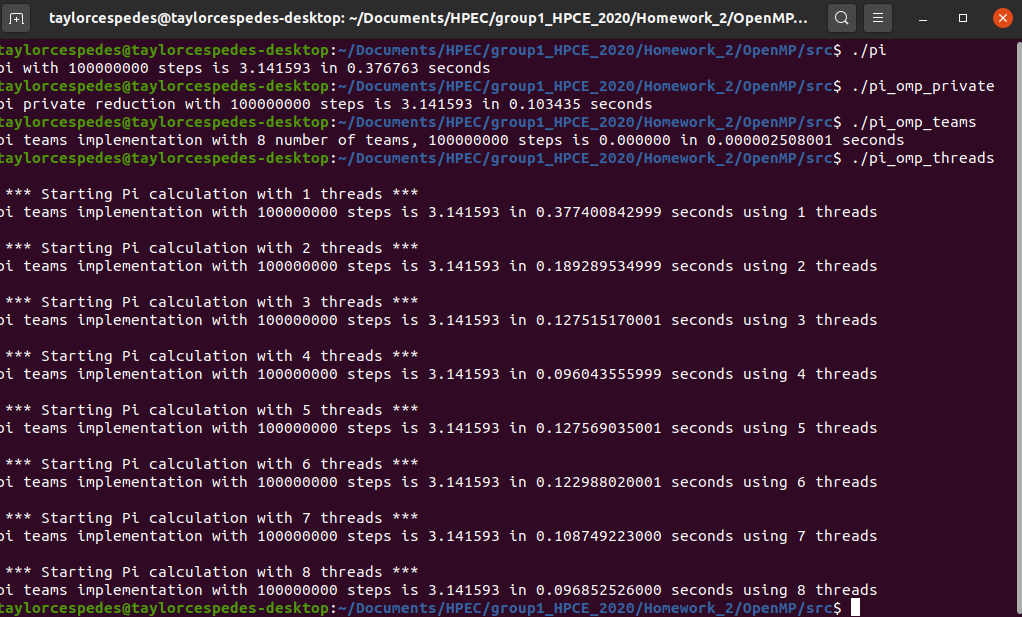 taylorcespedes@taylorcespedes-desktop: ~/Documents/HPEC/group1_HPCE_2020/Homework_2/OpenMP...
taylorcespedes@taylorcespedes-desktop:~/Documents/HPEC/group1_HPCE_2020/Homework_2/OpenMP/src$ ./pi
pi with 100000000 steps is 3.141593 in 0.376763 seconds
taylorcespedes@taylorcespedes-desktop:~/Documents/HPEC/group1_HPCE_2020/Homework_2/OpenMP/src$ ./pi_omp_private
pi private reduction with 100000000 steps is 3.141593 in 0.103435 seconds
taylorcespedes@taylorcespedes-desktop:~/Documents/HPEC/group1_HPCE_2020/Homework_2/OpenMP/src$ ./pi_omp_teams
pi teams implementation with 8 number of teams, 100000000 steps is 0.000000 in 0.000002508001 seconds
taylorcespedes@taylorcespedes-desktop:~/Documents/HPEC/group1_HPCE_2020/Homework_2/OpenMP/src$ ./pi_omp_threads
*** Starting Pi calculation with 1 threads ***
pi teams implementation with 100000000 steps is 3.141593 in 0.377400842999 seconds using 1 threads
*** Starting Pi calculation with 2 threads ***
pi teams implementation with 100000000 steps is 3.141593 in 0.189289534999 seconds using 2 threads
*** Starting Pi calculation with 3 threads ***
pi teams implementation with 100000000 steps is 3.141593 in 0.127515170001 seconds using 3 threads
*** Starting Pi calculation with 4 threads ***
pi teams implementation with 100000000 steps is 3.141593 in 0.096043555999 seconds using 4 threads
*** Starting Pi calculation with 5 threads ***
pi teams implementation with 100000000 steps is 3.141593 in 0.127569035001 seconds using 5 threads
*** Starting Pi calculation with 6 threads ***
pi teams implementation with 100000000 steps is 3.141593 in 0.122988020001 seconds using 6 threads
*** Starting Pi calculation with 7 threads ***
pi teams implementation with 100000000 steps is 3.141593 in 0.108749223000 seconds using 7 threads
*** Starting Pi calculation with 8 threads ***
pi teams implementation with 100000000 steps is 3.141593 in 0.096852526000 seconds using 8 threads
taylorcespedes@taylorcespedes-desktop:~/Documents/HPEC/group1_HPCE_2020/Homework_2/OpenMP/src$